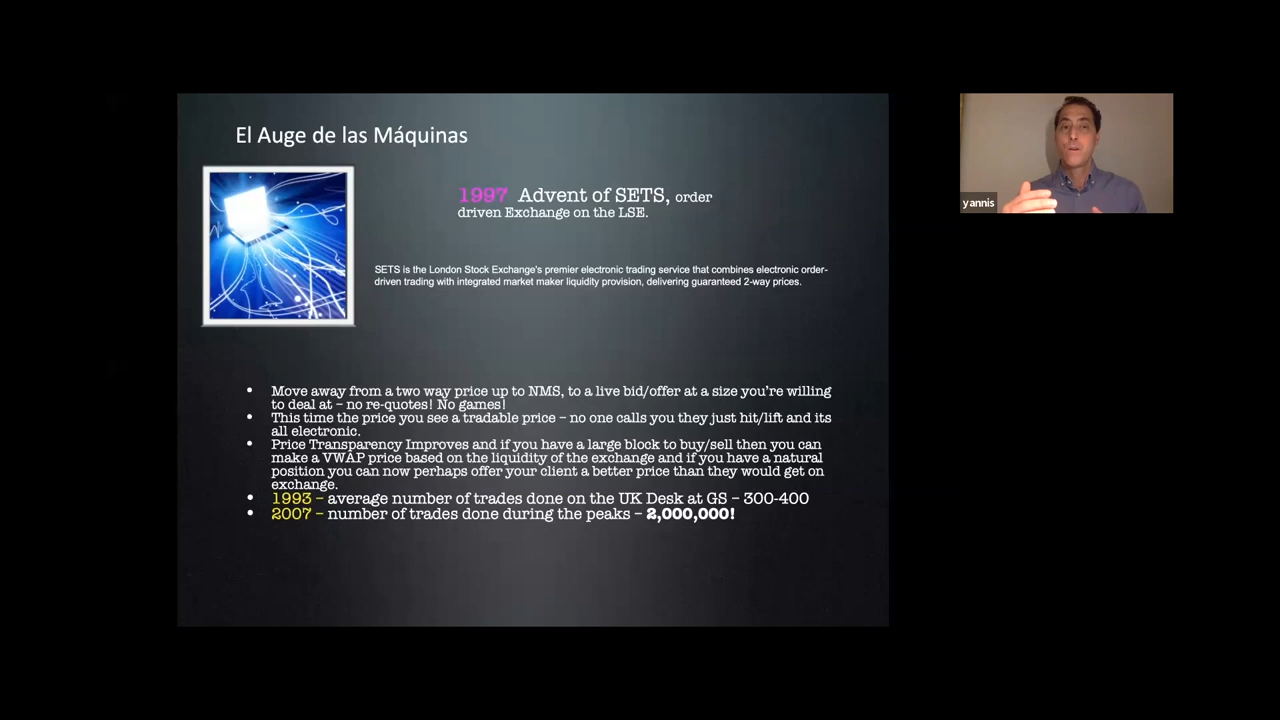 El Auge de las Máquinas
1997 Advent of SETS, order
driven Exchange on the LSE.
SETS is the London Stock Exchange's premier electronic trading service that combines electronic order-
driven trading with integrated market maker liquidity provision, delivering guaranteed 2-way prices.
• Move away from a two way price up to NMS, to a live bid/offer at a size you're willing
to deal at – no re-quotes! No games!
• This time the price you see a tradable price – no one calls you they just hit/lift and its
all electronic.
• Price Transparency Improves and if you have a large block to buy/sell then you can
make a VWAP price based on the liquidity of the exchange and if you have a natural
position you can now perhaps offer your client a better price than they would get on
exchange.
• 1993 – average number of trades done on the UK Desk at GS – 300-400
• 2007 – number of trades done during the peaks – 2,000,000!
yannis